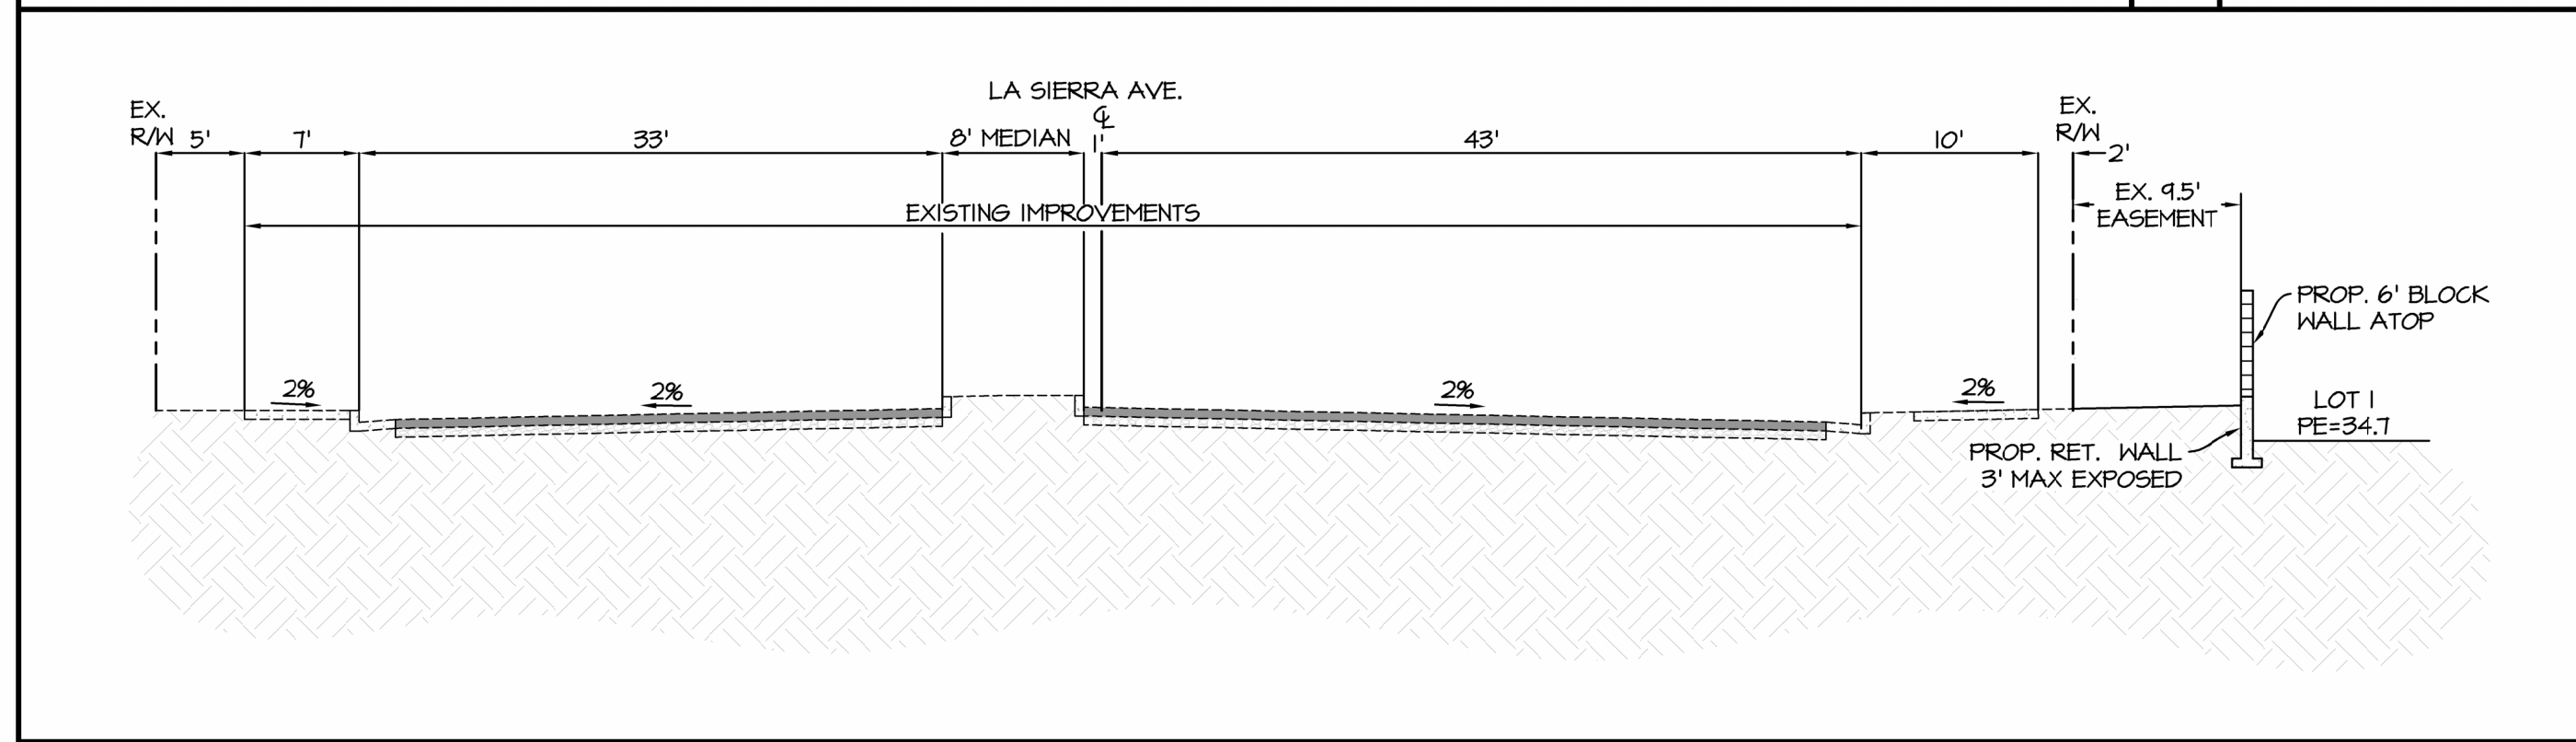 LA SIERRA AVE.
℄
EX.
R/W
5'
7'
33'
8' MEDIAN
1'
43'
10'
EX.
R/W
2'
EXISTING IMPROVEMENTS
EX. 9.5'
EASEMENT
PROP. 6' BLOCK
WALL ATOP
2%
2%
2%
2%
LOT 1
PE=34.7
PROP. RET. WALL
3' MAX EXPOSED